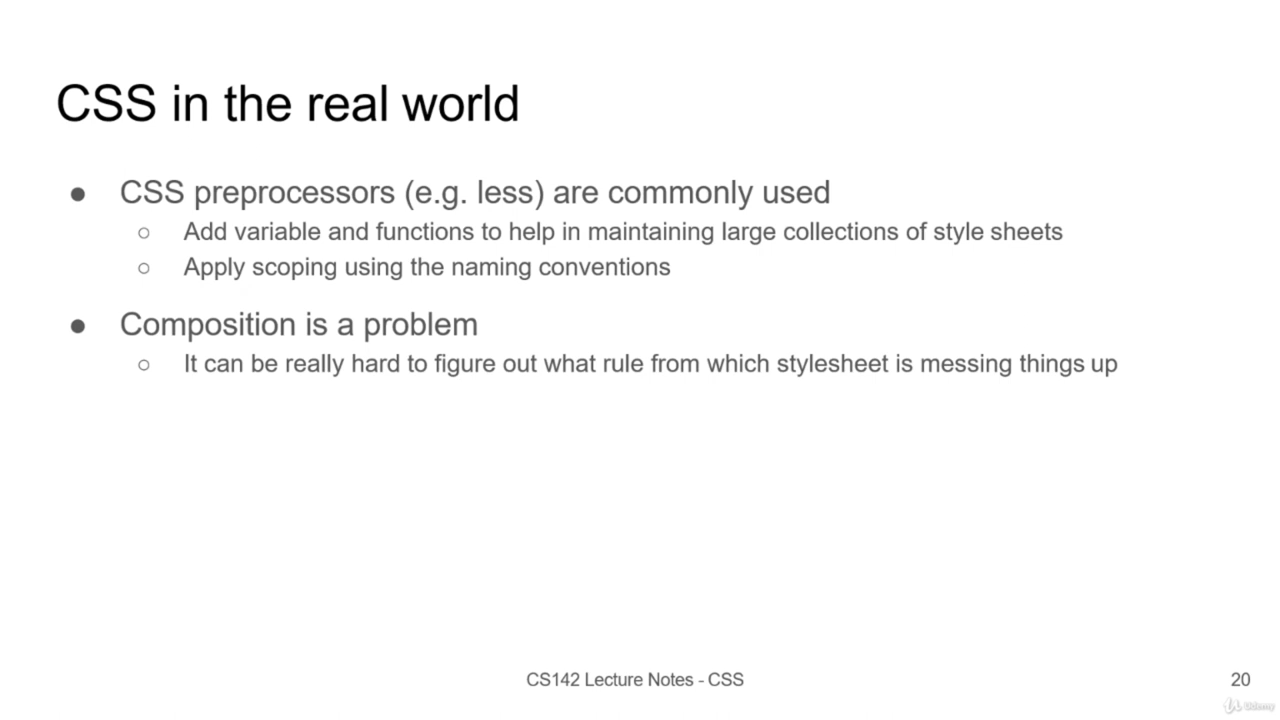 CSS in the real world
● CSS preprocessors (e.g. less) are commonly used
○ Add variable and functions to help in maintaining large collections of style sheets
○ Apply scoping using the naming conventions
● Composition is a problem
○ It can be really hard to figure out what rule from which stylesheet is messing things up
CS142 Lecture Notes - CSS
20
Udemy